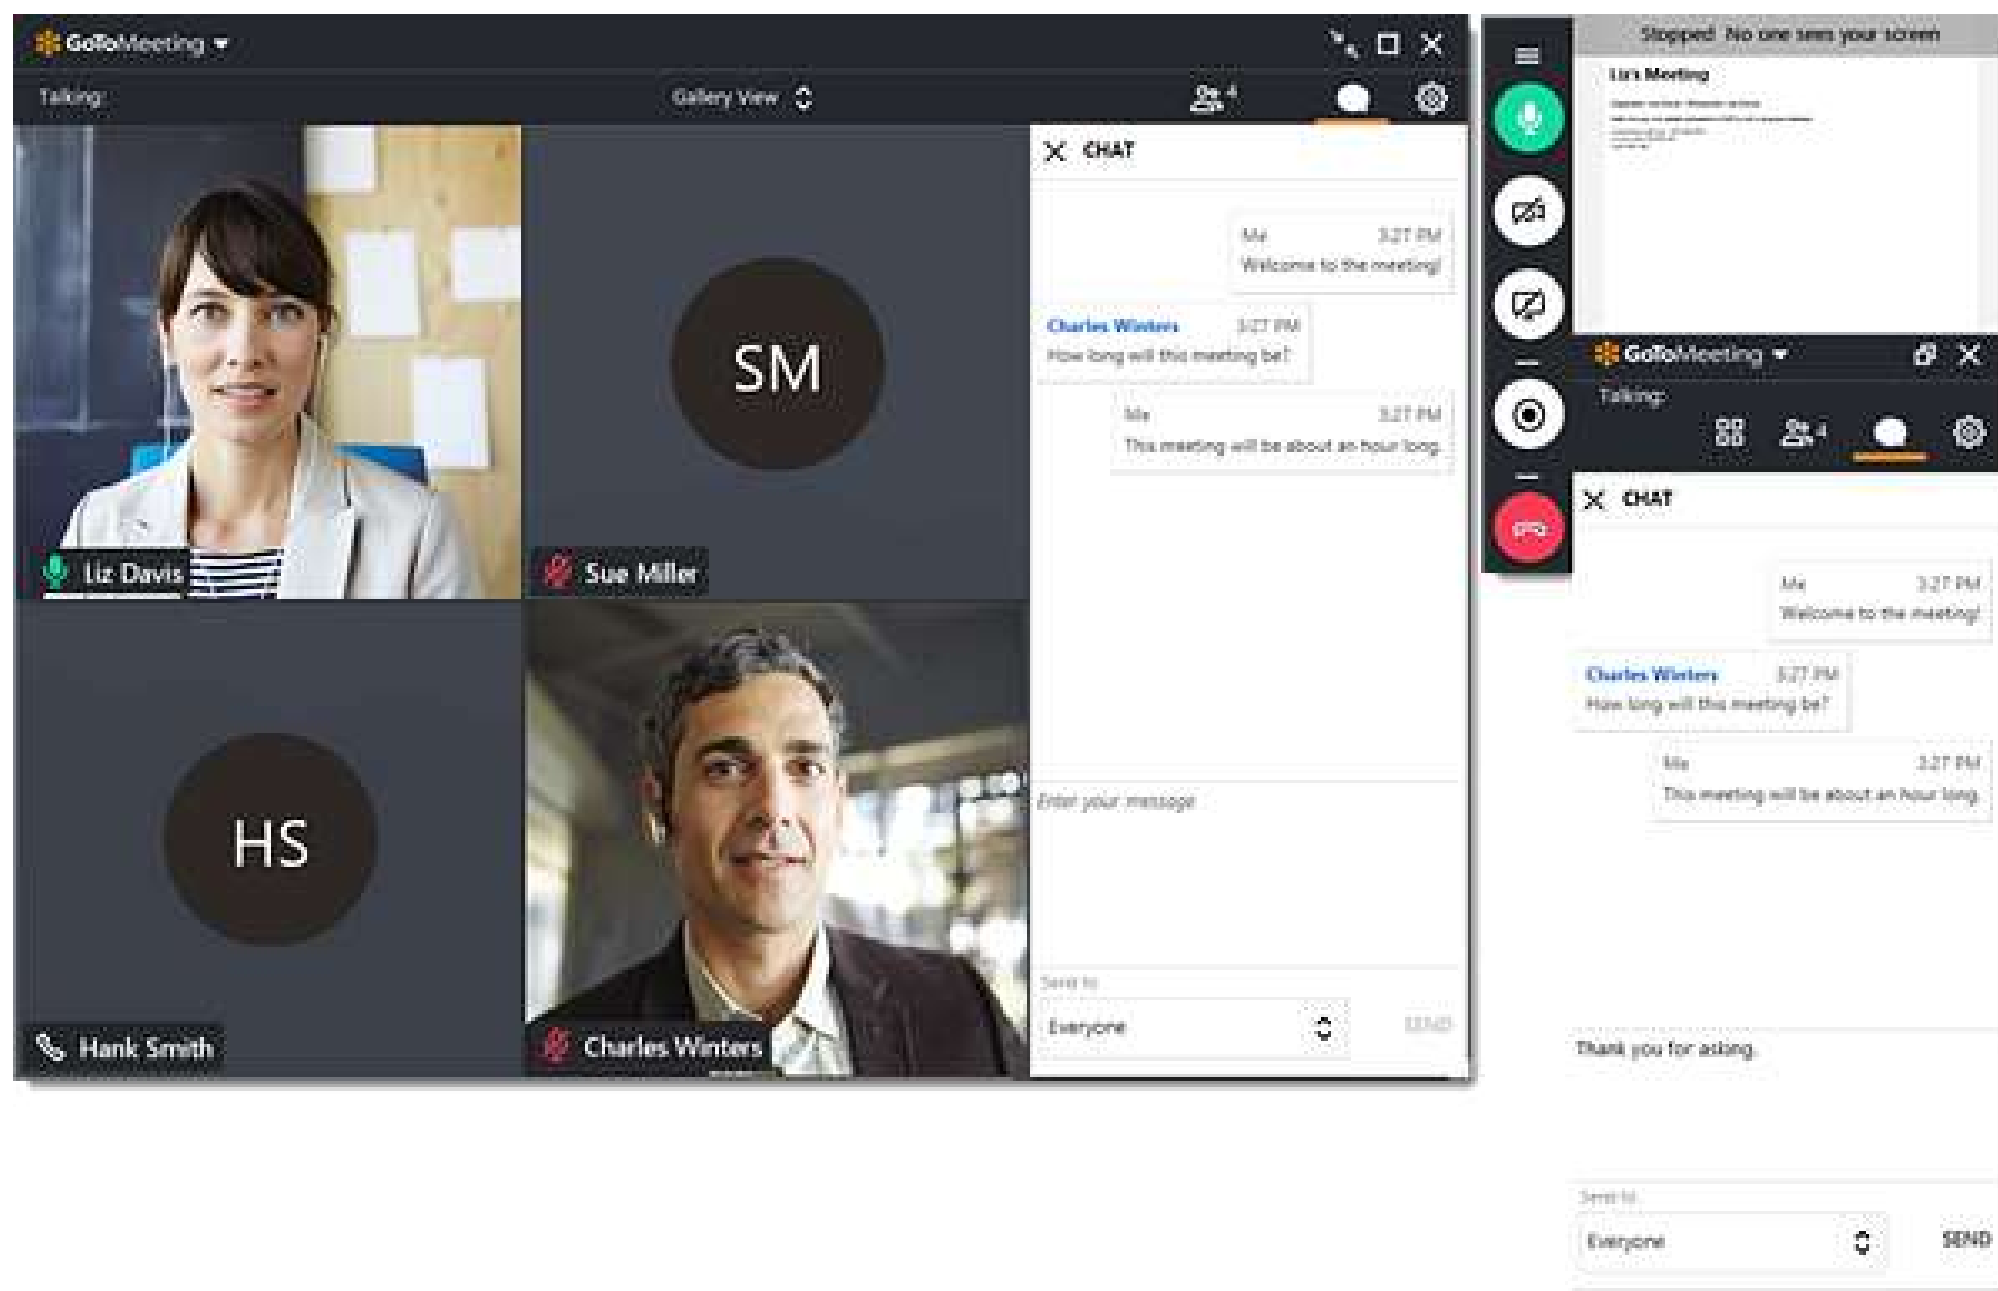 GoToMeeting
Talking:
Gallery View
4
CHAT
Me 3:27 PM
Welcome to the meeting!
Charles Winters 3:27 PM
How long will this meeting be?
Me 3:27 PM
This meeting will be about an hour long.
SM
Liz Davis
Sue Miller
HS
Hank Smith
Charles Winters
Enter your message
Send to
Everyone
SEND
Stopped No one sees your screen
Liz's Meeting
GoToMeeting
Talking:
4
CHAT
Me 3:27 PM
Welcome to the meeting!
Charles Winters 3:27 PM
How long will this meeting be?
Me 3:27 PM
This meeting will be about an hour long.
Thank you for asking.
Send to
Everyone
SEND